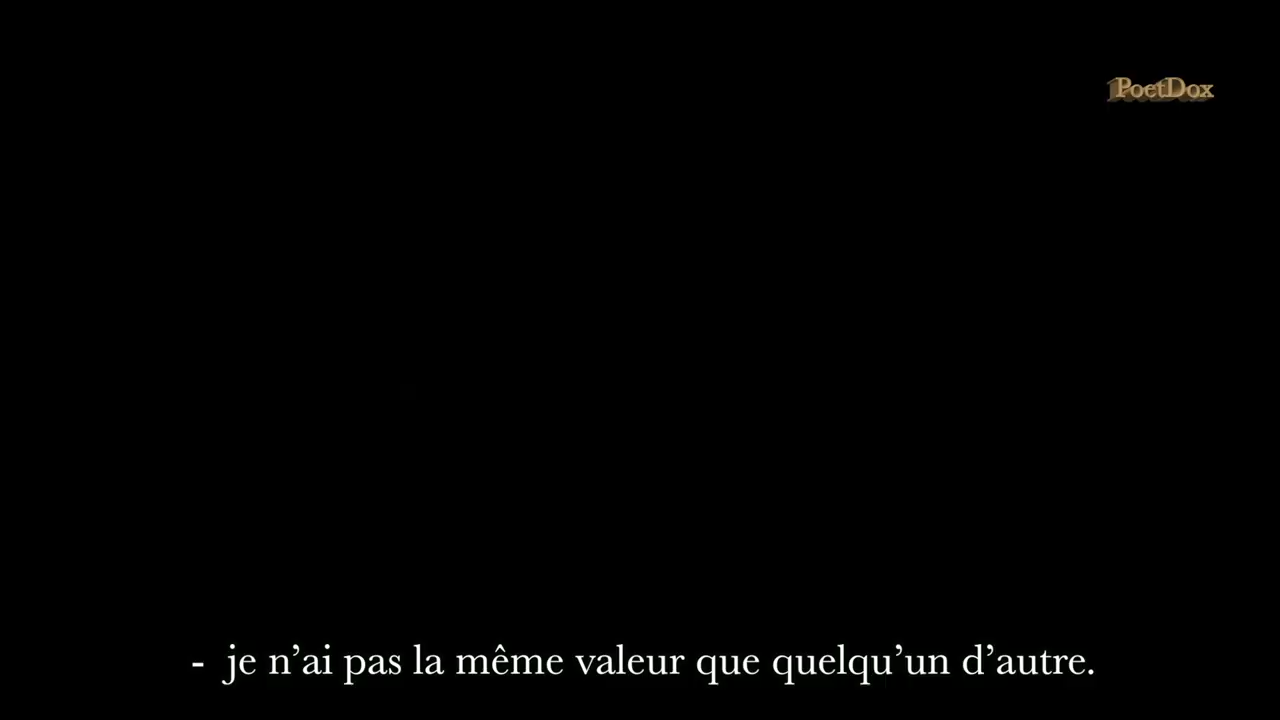 PoetDox
- je n’ai pas la même valeur que quelqu’un d’autre.